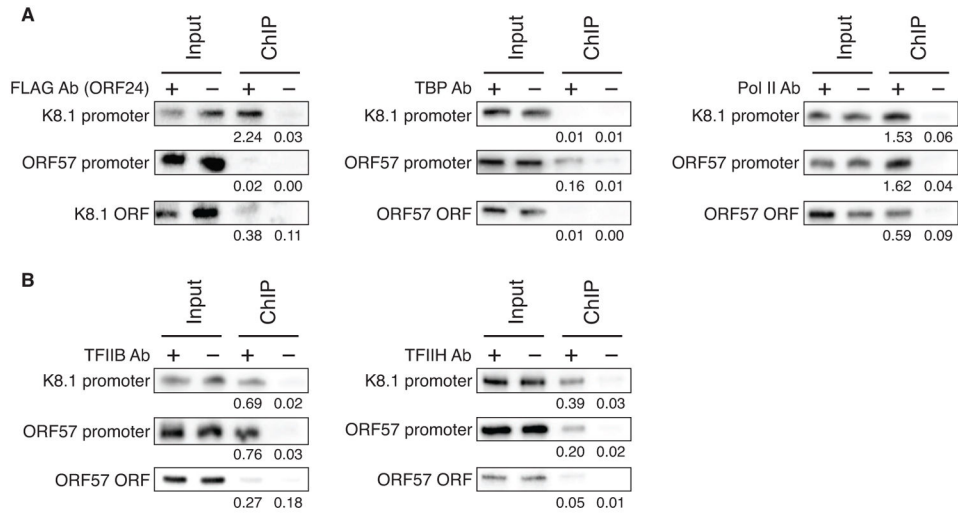 A
Input ChIP Input ChIP Input ChIP
FLAG Ab (ORF24) + − + − TBP Ab + − + − Pol II Ab + − + −
K8.1 promoter K8.1 promoter K8.1 promoter
2.24 0.03 0.01 0.01 1.53 0.06
ORF57 promoter ORF57 promoter ORF57 promoter
0.02 0.00 0.16 0.01 1.62 0.04
K8.1 ORF ORF57 ORF ORF57 ORF
0.38 0.11 0.01 0.00 0.59 0.09
B
Input ChIP Input ChIP
TFIIB Ab + − + − TFIIH Ab + − + −
K8.1 promoter K8.1 promoter
0.69 0.02 0.39 0.03
ORF57 promoter ORF57 promoter
0.76 0.03 0.20 0.02
ORF57 ORF ORF57 ORF
0.27 0.18 0.05 0.01